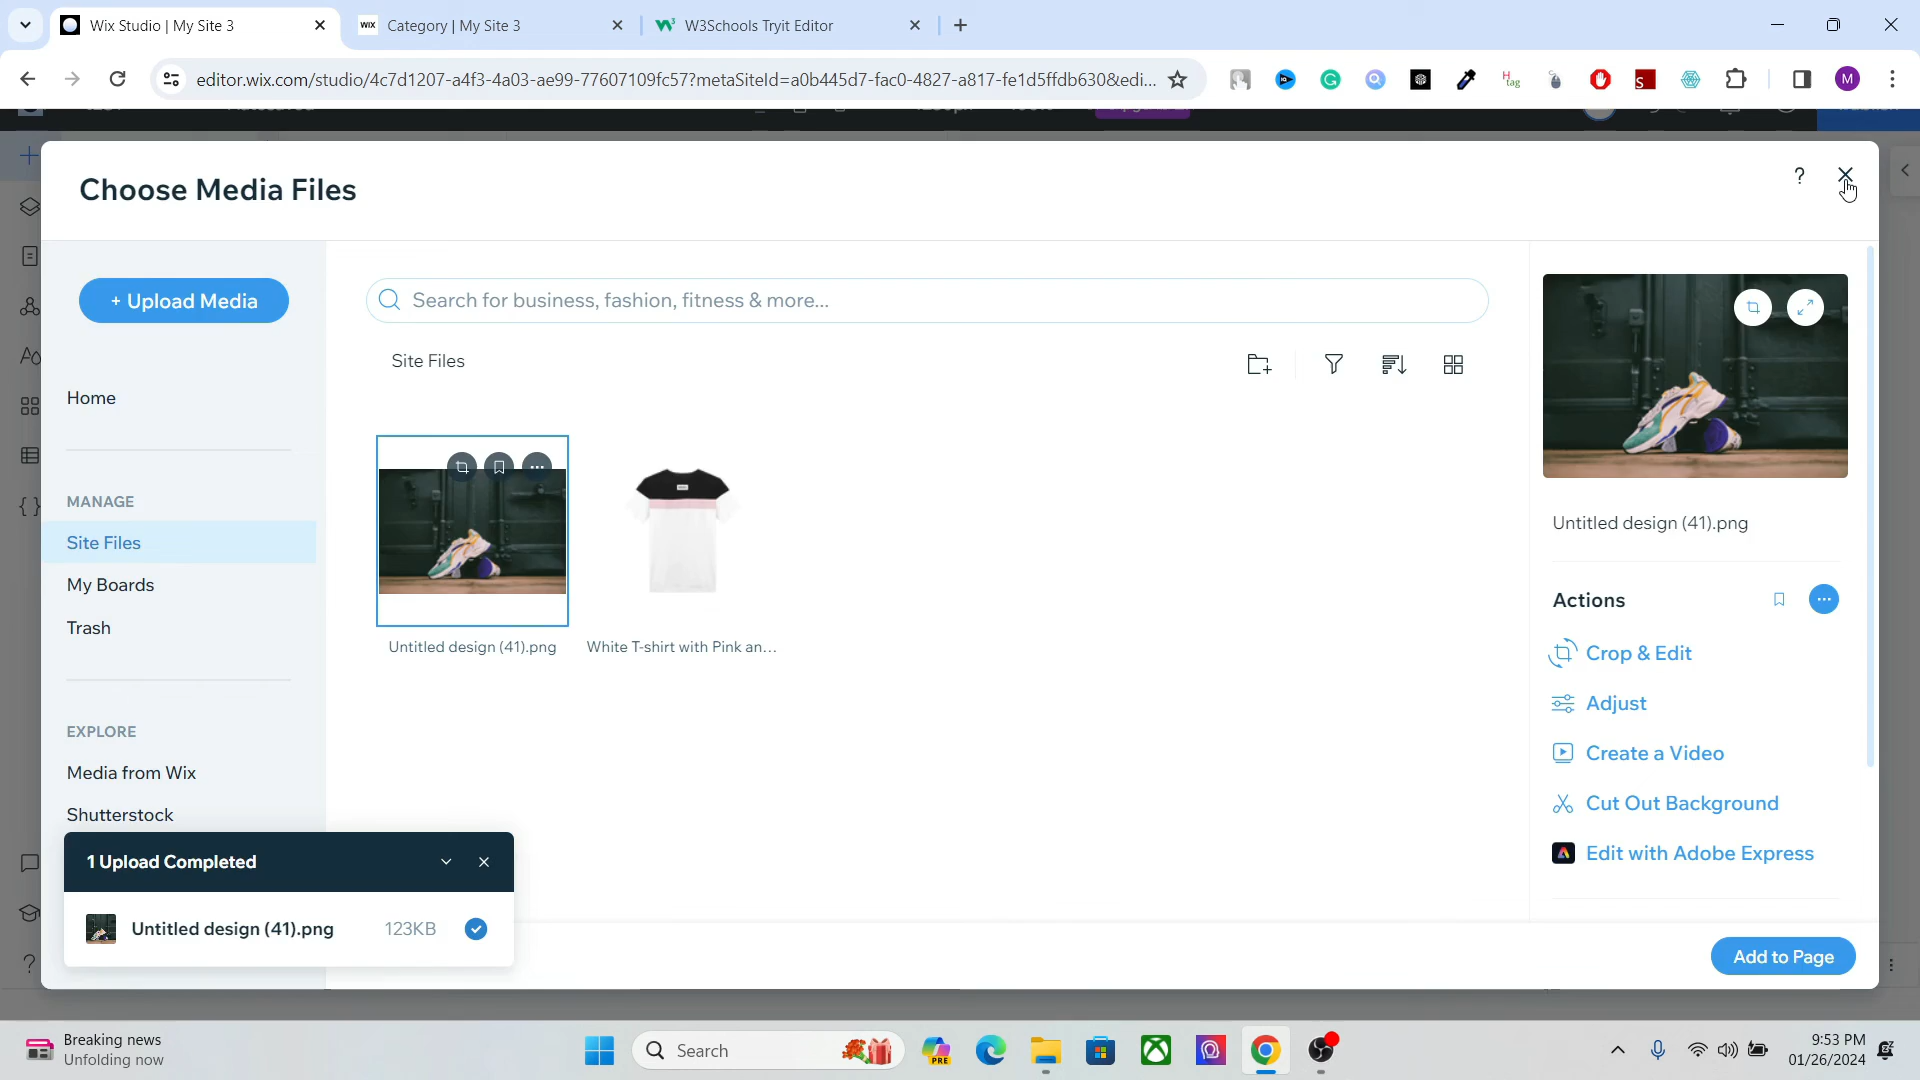 Wix Studio | My Site 3
WIX Category | My Site 3
W3Schools Tryit Editor
editor.wix.com/studio/4c7d1207-a4f3-4a03-ae99-77607109fc57?metaSiteId=a0b445d7-fac0-4827-a817-fe1d5ffdb630&edi...
M
Choose Media Files
?
+ Upload Media
Search for business, fashion, fitness & more...
Site Files
Home
MANAGE
Site Files
My Boards
Trash
Untitled design (41).png
White T-shirt with Pink an...
EXPLORE
Media from Wix
Shutterstock
Untitled design (41).png
Actions
Crop & Edit
Adjust
Create a Video
Cut Out Background
Edit with Adobe Express
1 Upload Completed
Untitled design (41).png 123KB
Add to Page
Breaking news
Unfolding now
Search
PRE
9:53 PM
01/26/2024